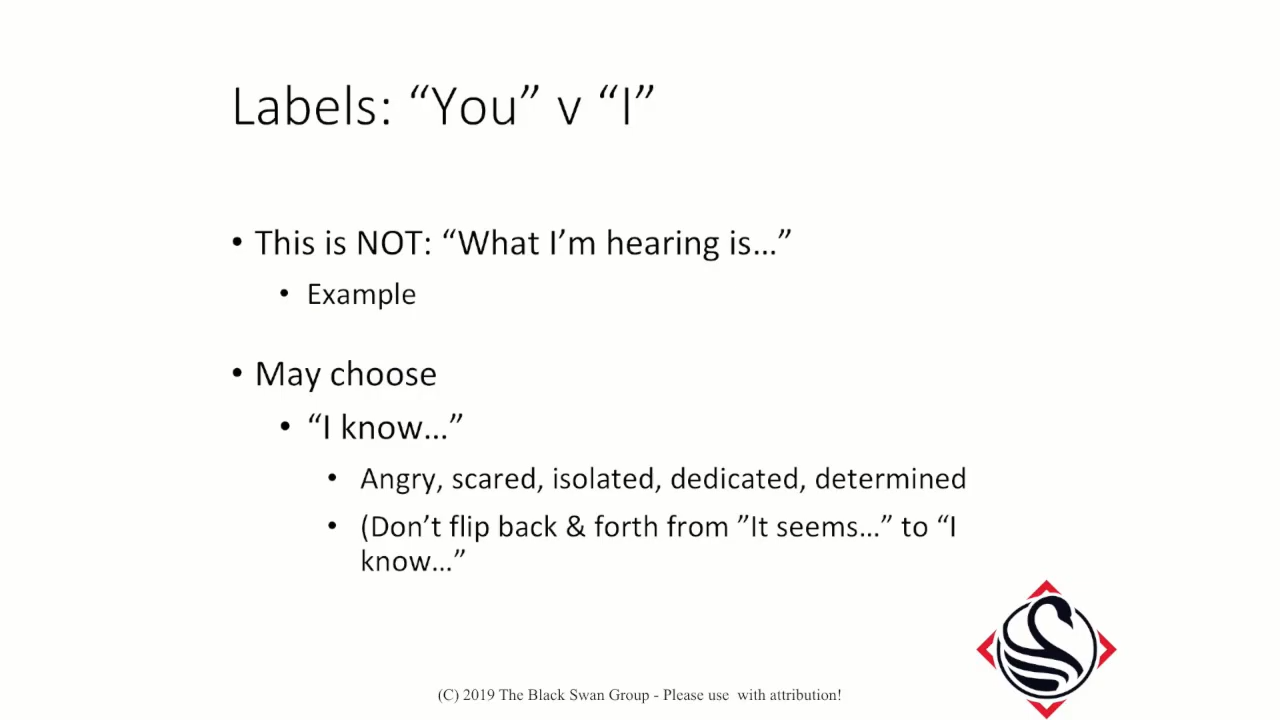 Labels: “You” v “I”
• This is NOT: “What I’m hearing is…”
• Example
• May choose
• “I know…”
• Angry, scared, isolated, dedicated, determined
• (Don’t flip back & forth from ”It seems…” to “I
know…”
(C) 2019 The Black Swan Group - Please use  with attribution!